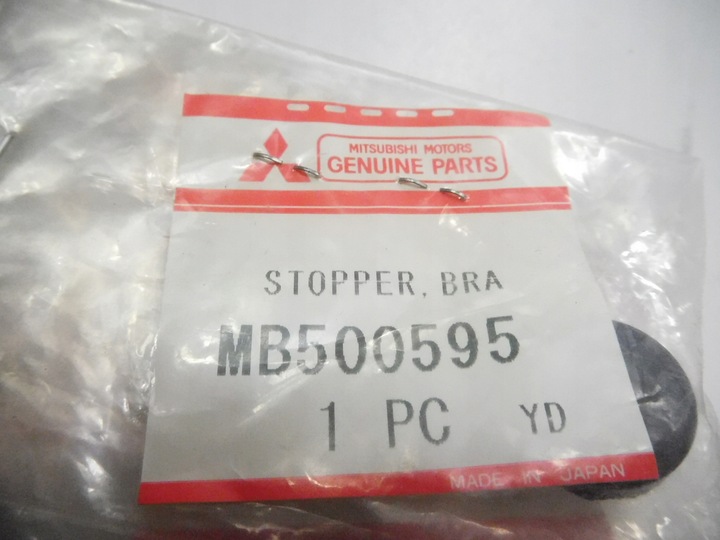 MITSUBISHI MOTORS
GENUINE PARTS
STOPPER, BRA
MB500595
1 PC YD
MADE IN JAPAN